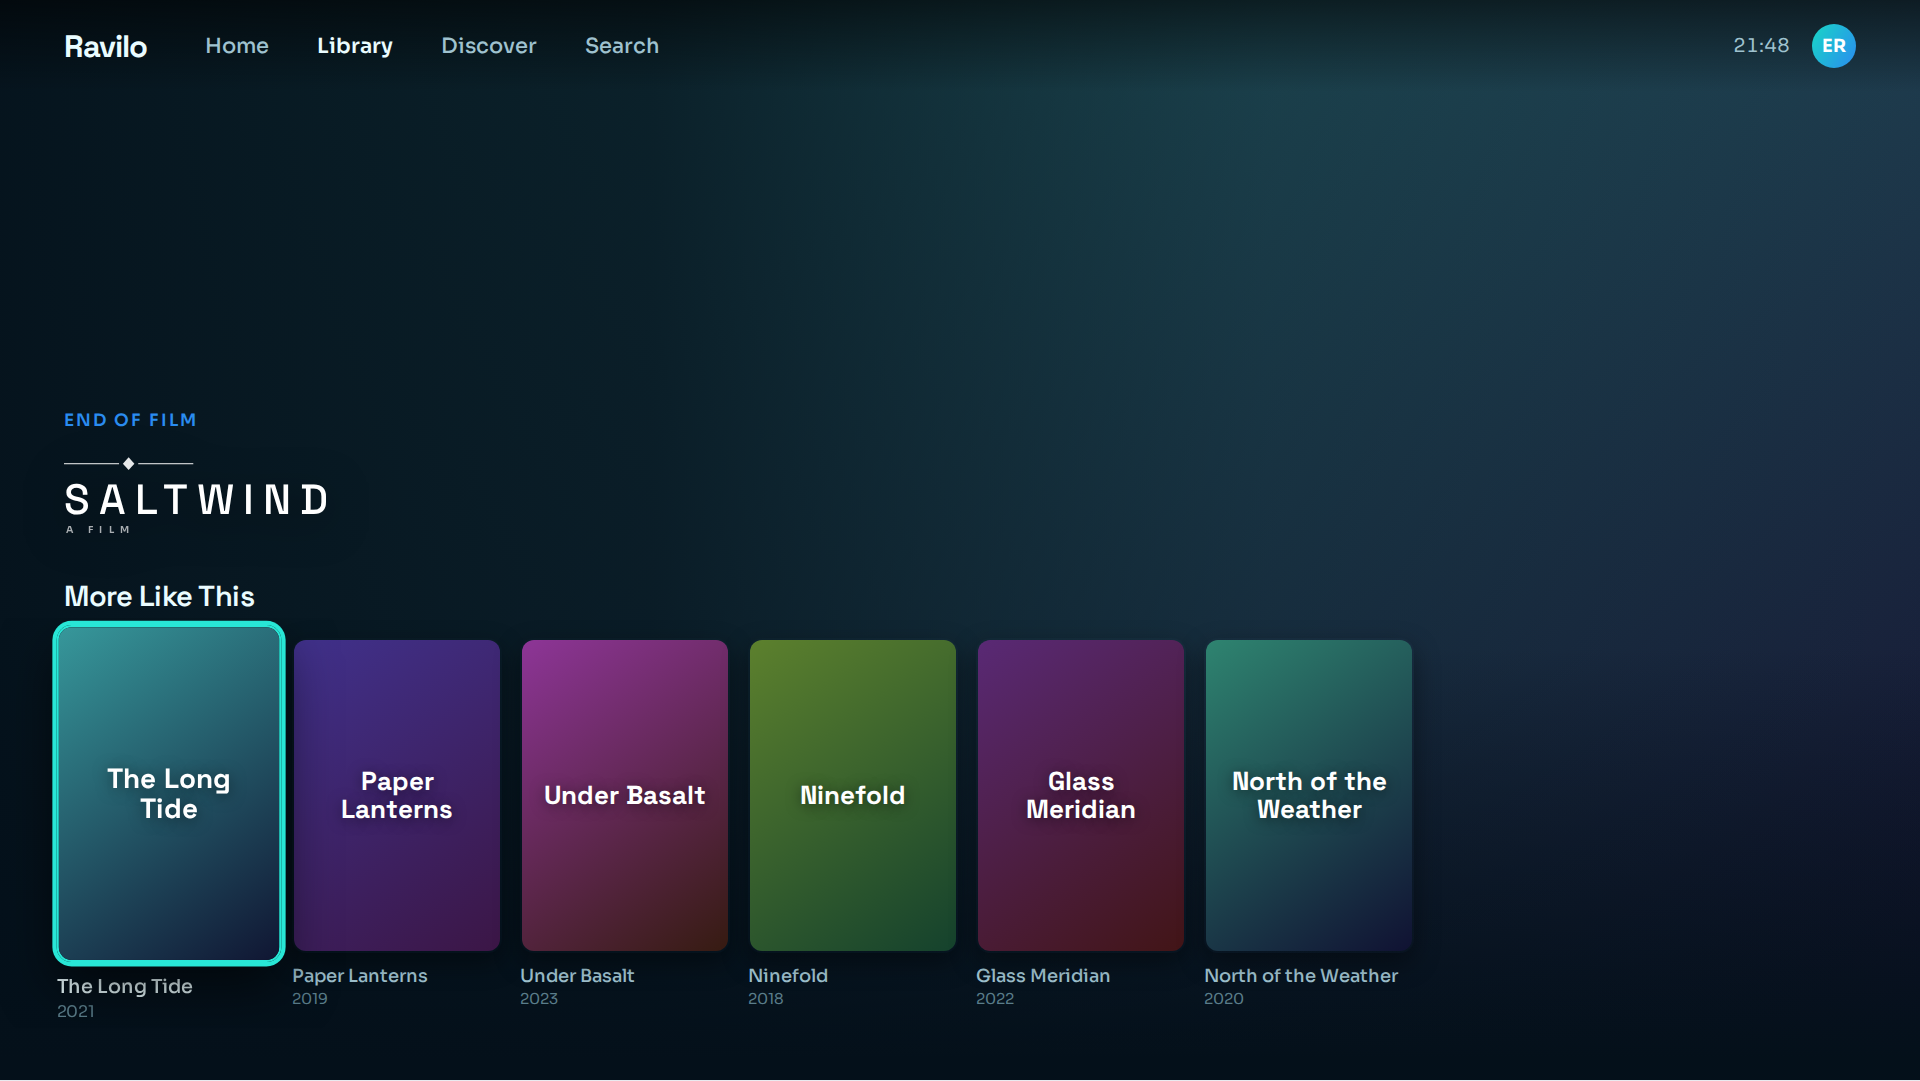 Ravilo
Home
Library
Discover
Search
21:48
ER
END OF FILM
SALTWIND
A FILM
More Like This
The Long
Tide
Paper
Lanterns
Under Basalt
Ninefold
Glass
Meridian
North of the
Weather
The Long Tide
2021
Paper Lanterns
2019
Under Basalt
2023
Ninefold
2018
Glass Meridian
2022
North of the Weather
2020